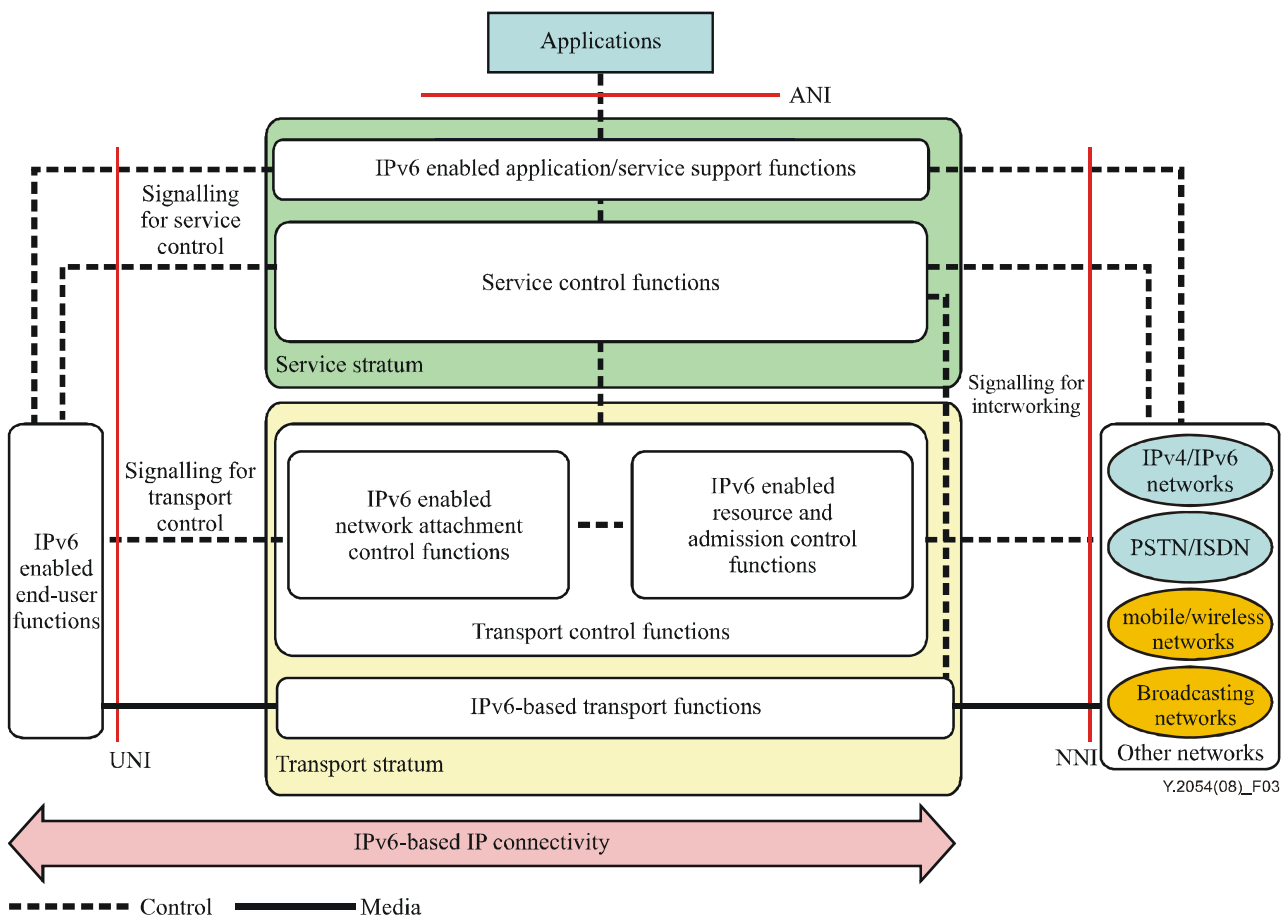 Applications
ANI
IPv6 enabled application/service support functions
Signalling
for service
control
Service control functions
Service stratum
Signalling for
interworking
Signalling for
transport
control
IPv6 enabled
network attachment
control functions
IPv6 enabled
resource and
admission control
functions
Transport control functions
IPv6
enabled
end-user
functions
IPv4/IPv6
networks
PSTN/ISDN
mobile/wireless
networks
Broadcasting
networks
Other networks
IPv6-based transport functions
UNI
Transport stratum
NNI
Y.2054(08)_F03
IPv6-based IP connectivity
Control
Media